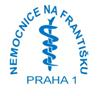 NEMOCNICE NA FRANTIŠKU
PRAHA 1